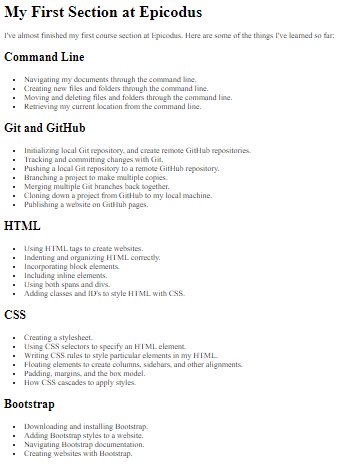 My First Section at Epicodus
I've almost finished my first course section at Epicodus. Here are some of the things I've learned so far:
Command Line
Navigating my documents through the command line.
Creating new files and folders through the command line.
Moving and deleting files and folders through the command line.
Retrieving my current location from the command line.
Git and GitHub
Initializing local Git repository, and create remote GitHub repositories.
Tracking and committing changes with Git.
Pushing a local Git repository to a remote GitHub repository.
Branching a project to make multiple copies.
Merging multiple Git branches back together.
Cloning down a project from GitHub to my local machine.
Publishing a website on GitHub pages.
HTML
Using HTML tags to create websites.
Indenting and organizing HTML correctly.
Incorporating block elements.
Including inline elements.
Using both spans and divs.
Adding classes and ID's to style HTML with CSS.
CSS
Creating a stylesheet.
Using CSS selectors to specify an HTML element.
Writing CSS rules to style particular elements in my HTML.
Floating elements to create columns, sidebars, and other alignments.
Padding, margins, and the box model.
How CSS cascades to apply styles.
Bootstrap
Downloading and installing Bootstrap.
Adding Bootstrap styles to a website.
Navigating Bootstrap documentation.
Creating websites with Bootstrap.